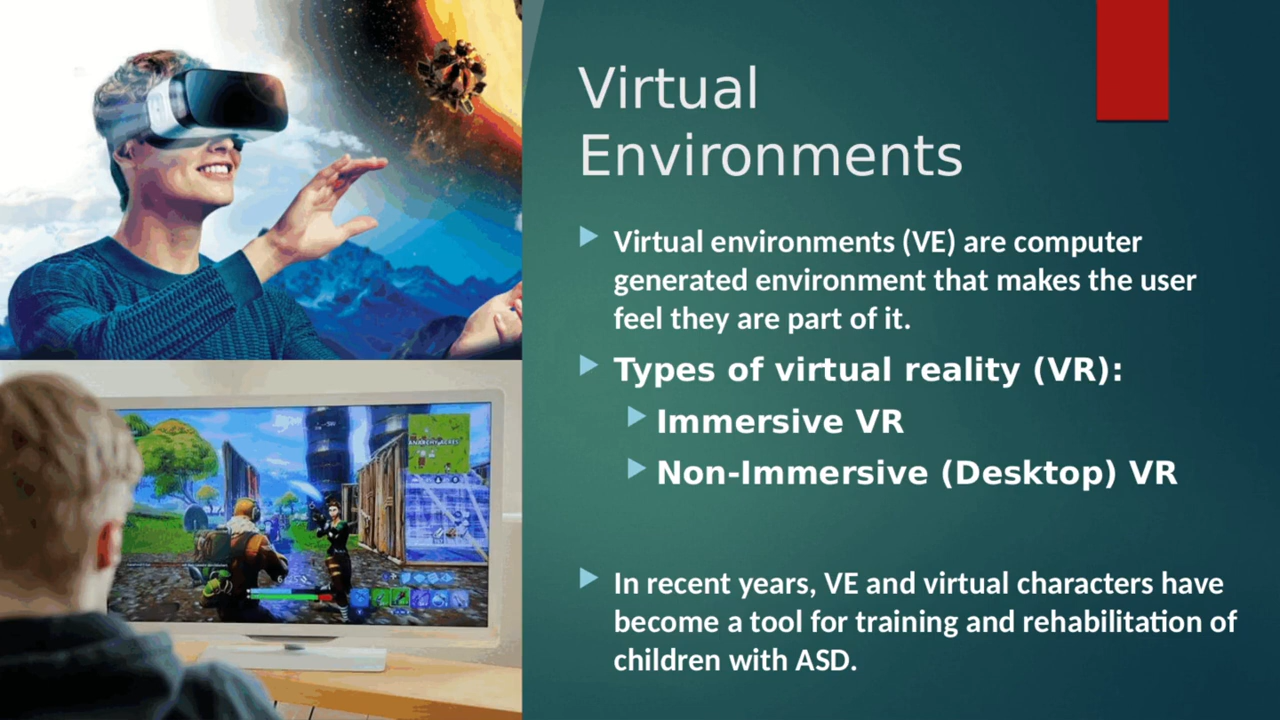 Virtual
Environments
Virtual environments (VE) are computer
generated environment that makes the user
feel they are part of it.
Types of virtual reality (VR):
Immersive VR
Non-Immersive (Desktop) VR
In recent years, VE and virtual characters have
become a tool for training and rehabilitation of
children with ASD.
ANARCHY ACRES